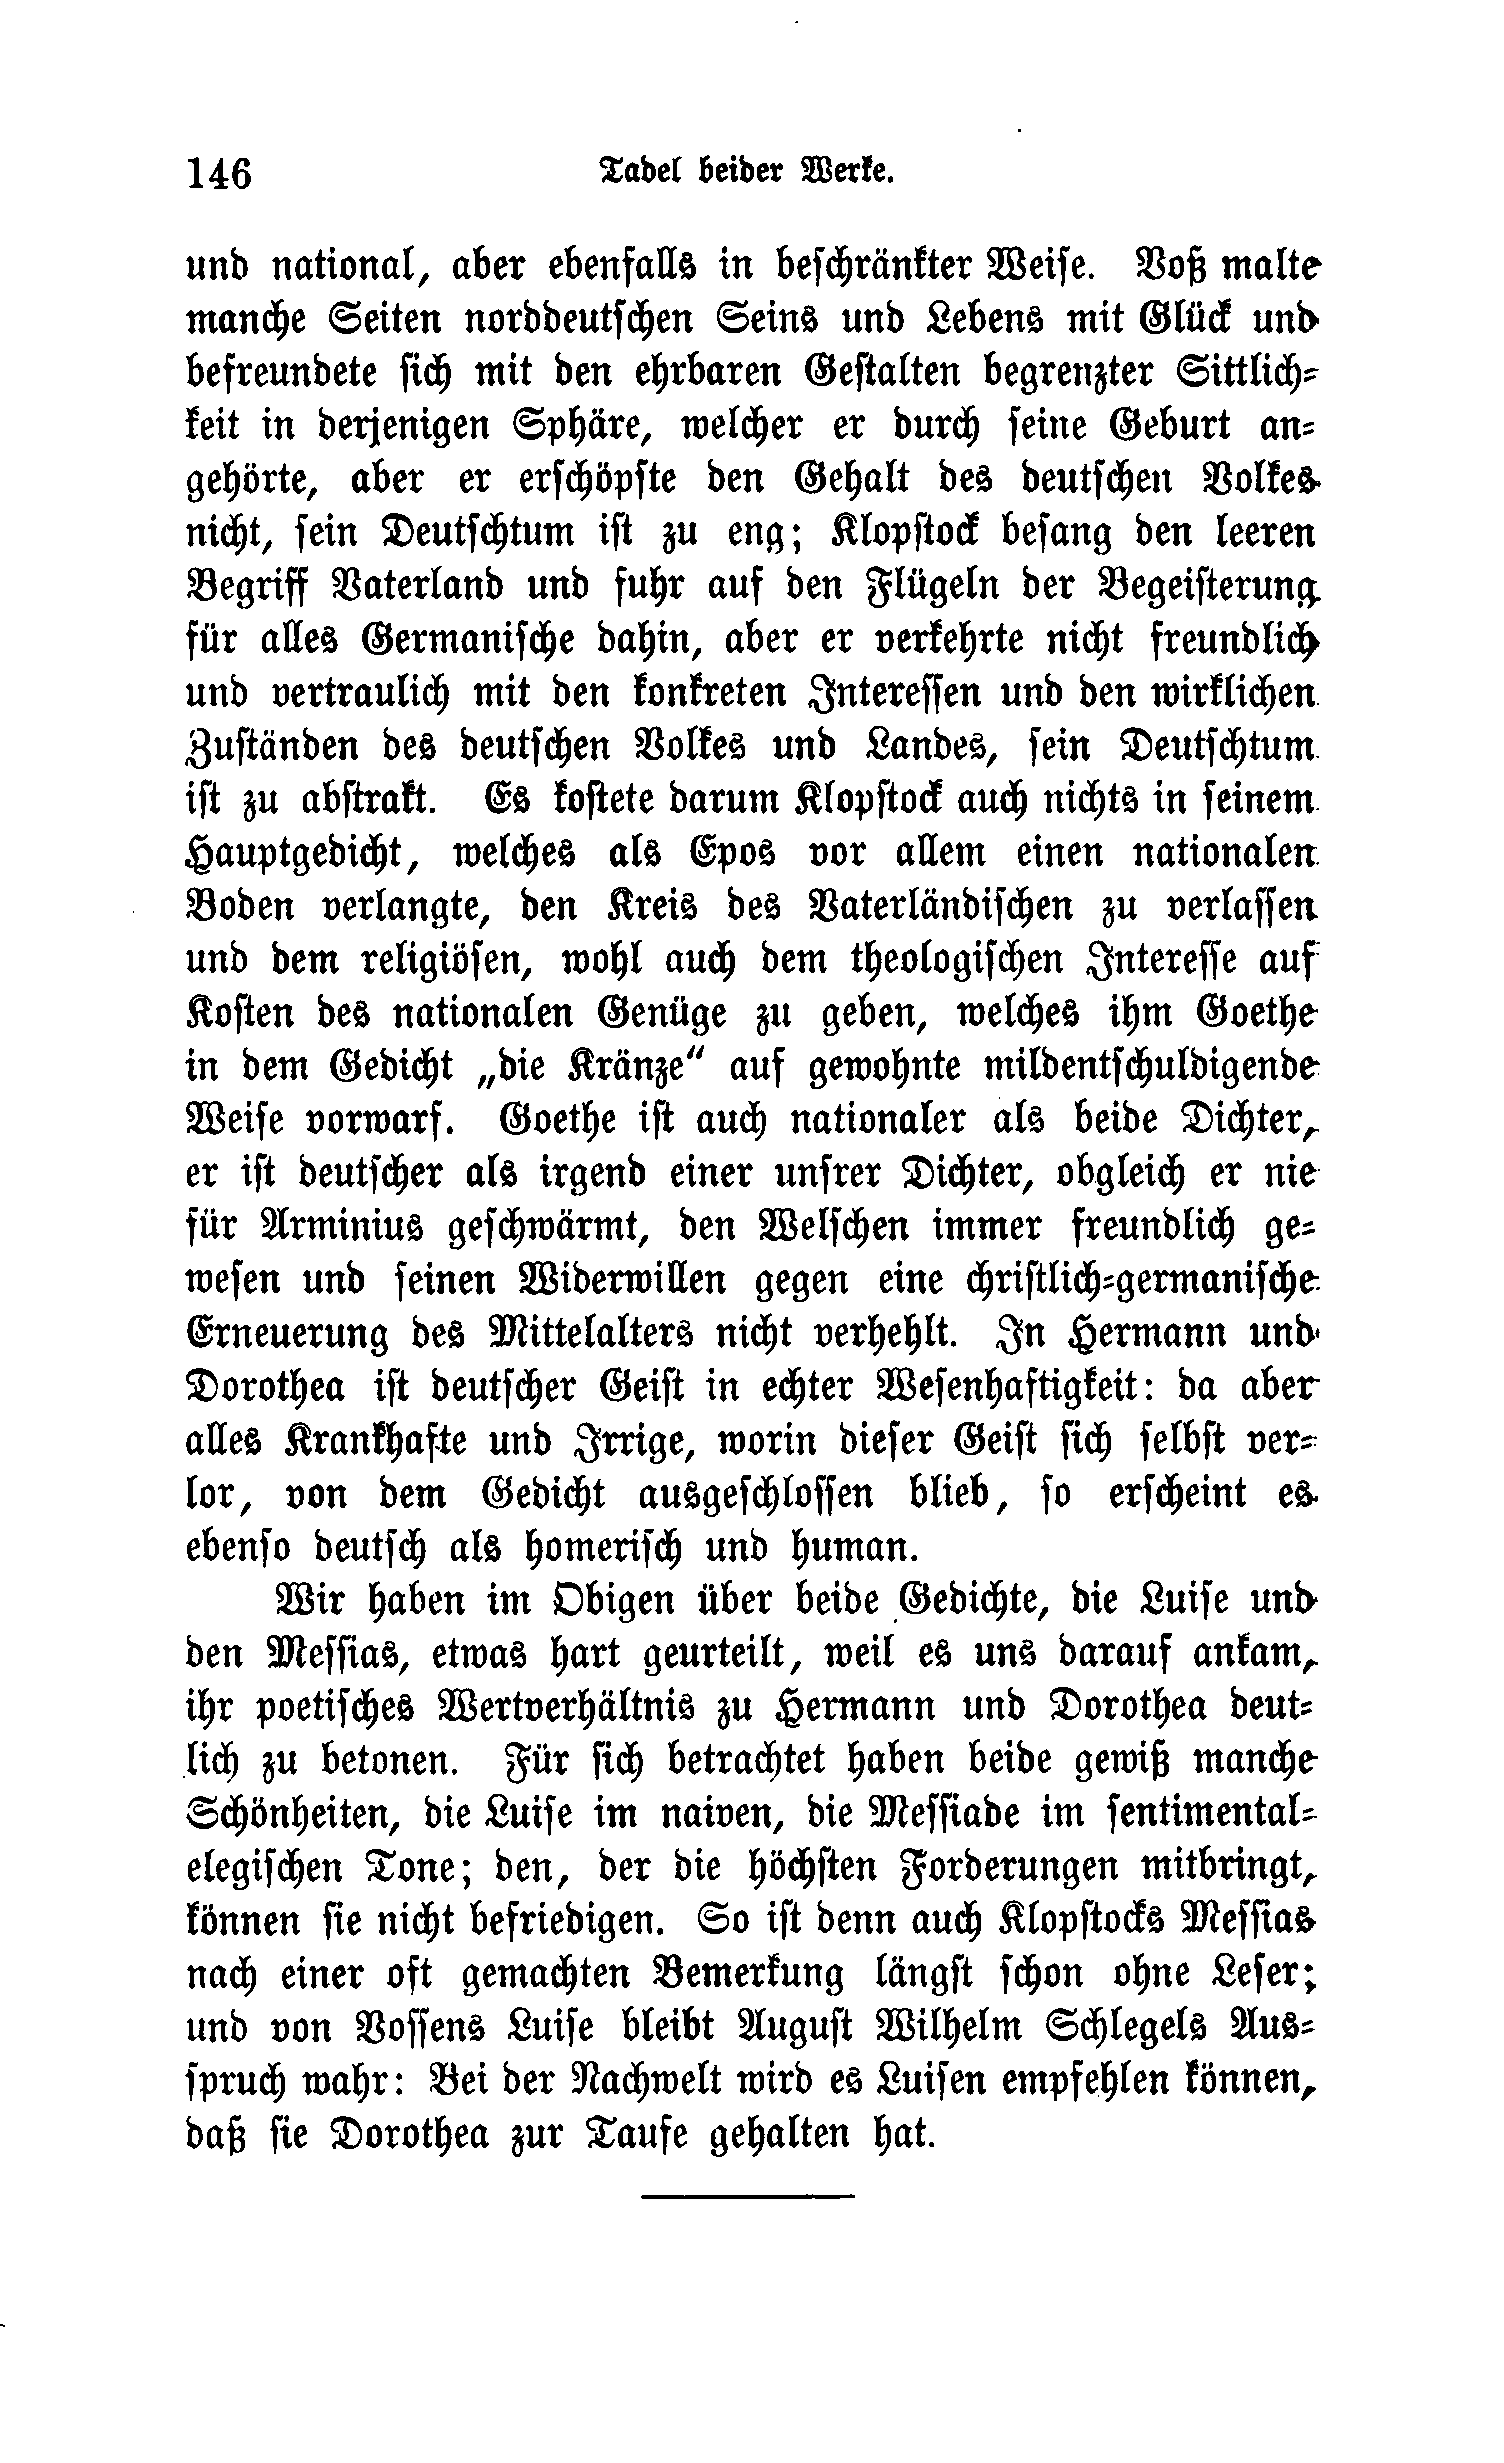 146 Tadel beider Werke.
und national, aber ebenfalls in beschränkter Weise. Voß malte
manche Seiten norddeutschen Seins und Lebens mit Glück und
befreundete sich mit den ehrbaren Gestalten begrenzter Sittlich-
keit in derjenigen Sphäre, welcher er durch seine Geburt an-
gehörte, aber er erschöpfte den Gehalt des deutschen Volkes
nicht, sein Deutschtum ist zu eng; Klopstock besang den leeren
Begriff Vaterland und fuhr auf den Flügeln der Begeisterung
für alles Germanische dahin, aber er verkehrte nicht freundlich
und vertraulich mit den konkreten Interessen und den wirklichen
Zuständen des deutschen Volkes und Landes, sein Deutschtum
ist zu abstrakt. Es kostete darum Klopstock auch nichts in seinem
Hauptgedicht, welches als Epos vor allem einen nationalen
Boden verlangte, den Kreis des Vaterländischen zu verlassen
und dem religiösen, wohl auch dem theologischen Interesse auf
Kosten des nationalen Genüge zu geben, welches ihm Goethe
in dem Gedicht „die Kränze“ auf gewohnte mildentschuldigende
Weise vorwarf. Goethe ist auch nationaler als beide Dichter,
er ist deutscher als irgend einer unsrer Dichter, obgleich er nie
für Arminius geschwärmt, den Welschen immer freundlich ge-
wesen und seinen Widerwillen gegen eine christlich-germanische
Erneuerung des Mittelalters nicht verhehlt. In Hermann und
Dorothea ist deutscher Geist in echter Wesenhaftigkeit: da aber
alles Krankhafte und Irrige, worin dieser Geist sich selbst ver-
lor, von dem Gedicht ausgeschlossen blieb, so erscheint es
ebenso deutsch als homerisch und human.
Wir haben im Obigen über beide Gedichte, die Luise und
den Messias, etwas hart geurteilt, weil es uns darauf ankam,
ihr poetisches Wertverhältnis zu Hermann und Dorothea deut-
lich zu betonen. Für sich betrachtet haben beide gewiß manche
Schönheiten, die Luise im naiven, die Messiade im sentimental-
elegischen Tone; den, der die höchsten Forderungen mitbringt,
können sie nicht befriedigen. So ist denn auch Klopstocks Messias
nach einer oft gemachten Bemerkung längst schon ohne Leser;
und von Vossens Luise bleibt August Wilhelm Schlegels Aus-
spruch wahr: Bei der Nachwelt wird es Luisen empfehlen können,
daß sie Dorothea zur Taufe gehalten hat.